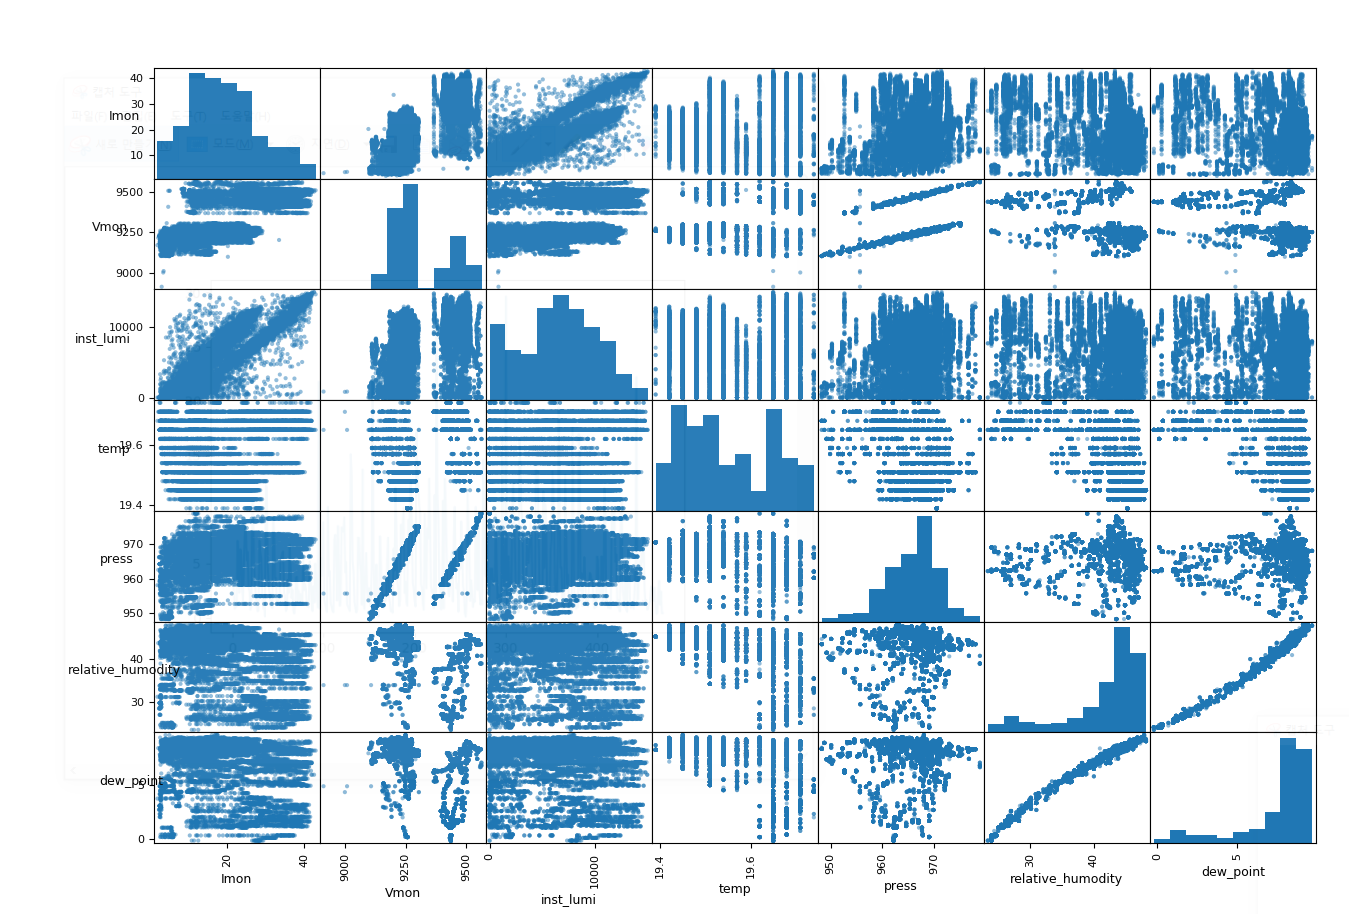 40
30
20
10
Imon
9500
9250
9000
Vmon
10000
0
inst_lumi
19.6
19.4
temp
970
960
950
press
40
30
relative_humodity
5
0
dew_point
20 40
Imon
9000 9250 9500
Vmon
0 10000
inst_lumi
19.4 19.6
temp
950 960 970
press
30 40
relative_humodity
0 5
dew_point